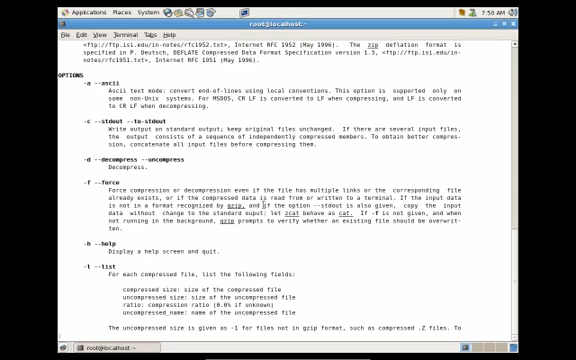 Applications Places System 7:58 AM
root@localhost:~
File Edit View Terminal Tabs Help
<ftp://ftp.isi.edu/in-notes/rfc1952.txt>, Internet RFC 1952 (May 1996). The zip deflation format is
specified in P. Deutsch, DEFLATE Compressed Data Format Specification version 1.3, <ftp://ftp.isi.edu/in-
notes/rfc1951.txt>, Internet RFC 1951 (May 1996).
OPTIONS
-a --ascii
Ascii text mode: convert end-of-lines using local conventions. This option is supported only on
some non-Unix systems. For MSDOS, CR LF is converted to LF when compressing, and LF is converted
to CR LF when decompressing.
-c --stdout --to-stdout
Write output on standard output; keep original files unchanged. If there are several input files,
the output consists of a sequence of independently compressed members. To obtain better compres-
sion, concatenate all input files before compressing them.
-d --decompress --uncompress
Decompress.
-f --force
Force compression or decompression even if the file has multiple links or the corresponding file
already exists, or if the compressed data is read from or written to a terminal. If the input data
is not in a format recognized by gzip, and if the option --stdout is also given, copy the input
data without change to the standard ouput: let zcat behave as cat. If -f is not given, and when
not running in the background, gzip prompts to verify whether an existing file should be overwrit-
ten.
-h --help
Display a help screen and quit.
-l --list
For each compressed file, list the following fields:
compressed size: size of the compressed file
uncompressed size: size of the uncompressed file
ratio: compression ratio (0.0% if unknown)
uncompressed_name: name of the uncompressed file
The uncompressed size is given as -1 for files not in gzip format, such as compressed .Z files. To
:
root@localhost:~